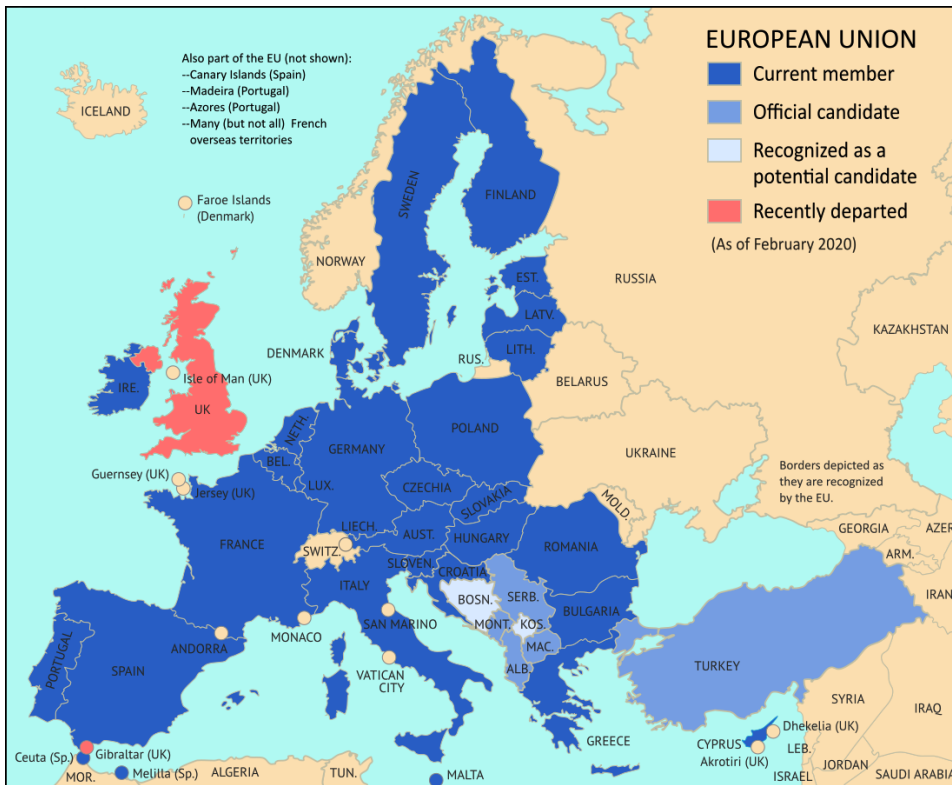 EUROPEAN UNION
Current member
Official candidate
Recognized as a
potential candidate
Recently departed
(As of February 2020)
Also part of the EU (not shown):
--Canary Islands (Spain)
--Madeira (Portugal)
--Azores (Portugal)
--Many (but not all) French
overseas territories
ICELAND
Faroe Islands
(Denmark)
SWEDEN
FINLAND
NORWAY
RUSSIA
EST.
LATV.
LITH.
RUS.
DENMARK
KAZAKHSTAN
BELARUS
Isle of Man (UK)
IRE.
UK
NETH.
BEL.
LUX.
GERMANY
POLAND
UKRAINE
Guernsey (UK)
Jersey (UK)
CZECHIA
SLOVAKIA
MOLD.
Borders depicted as
they are recognized
by the EU.
FRANCE
LIECH.
SWITZ.
AUST.
HUNGARY
ROMANIA
GEORGIA
AZER
ARM.
SLOVEN.
CROATIA
ITALY
BOSN.
SERB.
BULGARIA
IRAN
MONT.
KOS.
MAC.
ALB.
SAN MARINO
MONACO
ANDORRA
VATICAN
CITY
PORTUGAL
SPAIN
TURKEY
SYRIA
IRAQ
GREECE
Dhekelia (UK)
CYPRUS
Akrotiri (UK)
LEB.
ISRAEL
JORDAN
SAUDI ARABIA
Ceuta (Sp.)
Gibraltar (UK)
MOR.
Melilla (Sp.)
ALGERIA
TUN.
MALTA